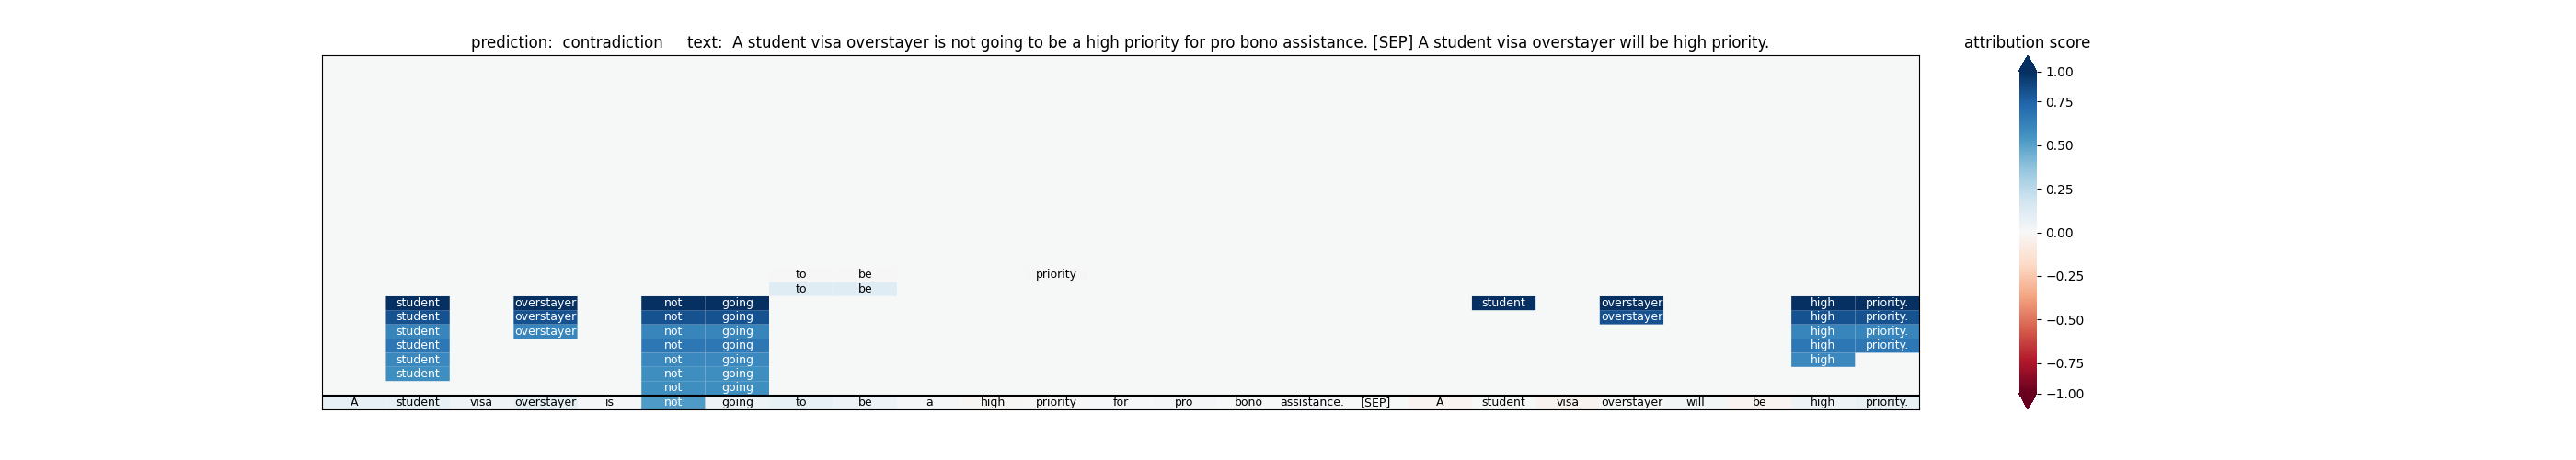 prediction:  contradiction     text:  A student visa overstayer is not going to be a high priority for pro bono assistance. [SEP] A student visa overstayer will be high priority.
attribution score
to be priority
to be
student overstayer not going student overstayer high priority.
student overstayer not going overstayer high priority.
student overstayer not going high priority.
student not going high priority.
student not going high
student not going
not going
A student visa overstayer is not going to be a high priority for pro bono assistance. [SEP] A student visa overstayer will be high priority.
1.00
0.75
0.50
0.25
0.00
−0.25
−0.50
−0.75
−1.00